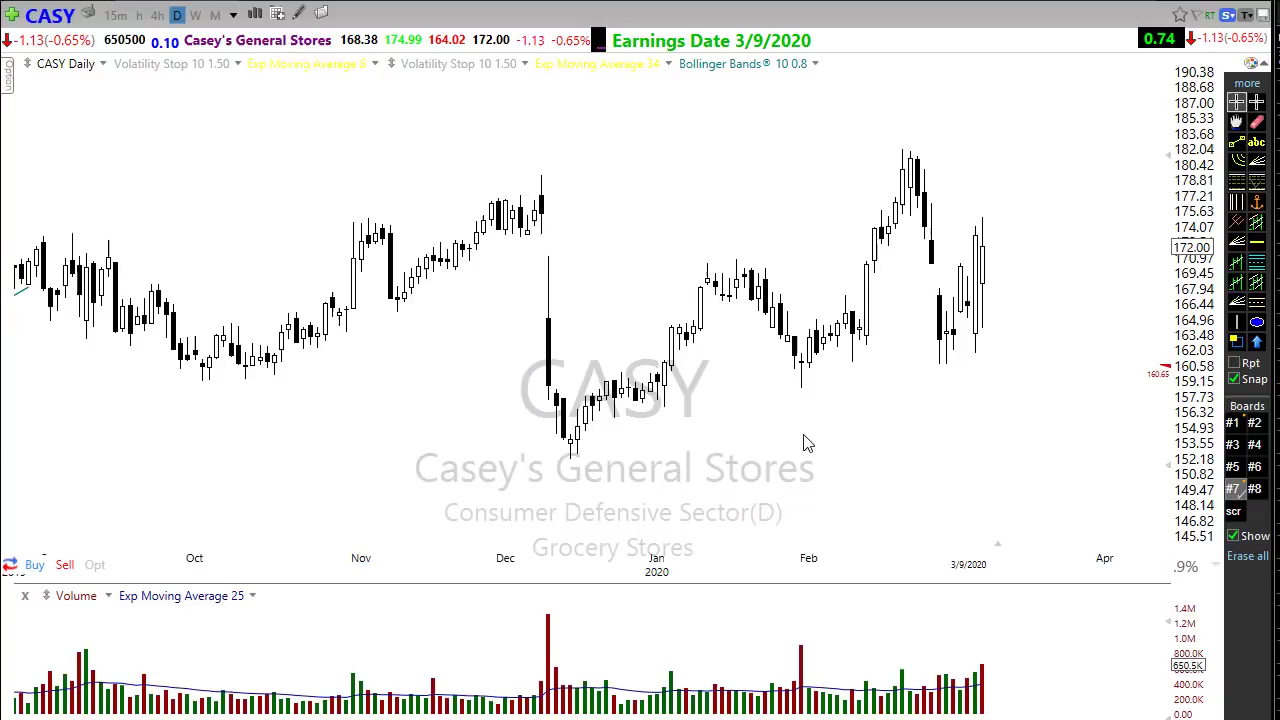 CASY 15m h 4h D W M RT S T
-1.13(-0.65%) 650500 0.10 Casey's General Stores 168.38 174.99 164.02 172.00 -1.13 -0.65% Earnings Date 3/9/2020 0.74 -1.13(-0.65%)
Option
CASY Daily Volatility Stop 10 1.50 Exp Moving Average 8 Volatility Stop 10 1.50 Exp Moving Average 34 Bollinger Bands® 10 0.8
190.38
188.68
187.00
185.33
183.68
182.04
180.42
178.81
177.21
175.63
174.07
172.00
170.97
169.45
167.94
166.44
164.96
163.48
162.03
160.58
160.65
159.15
157.73
156.32
154.93
153.55
152.18
150.82
149.47
148.14
146.82
145.51
more
abc
Rpt
Snap
Boards
#1 #2
#3 #4
#5 #6
#7 #8
scr
Show
Erase all
CASY
Casey's General Stores
Consumer Defensive Sector(D)
Grocery Stores
Oct Nov Dec Jan Feb Apr
2020 3/9/2020
Buy Sell Opt .9%
x Volume Exp Moving Average 25
1.4M
1.2M
1.0M
800.0K
650.5K
400.0K
200.0K
0.00